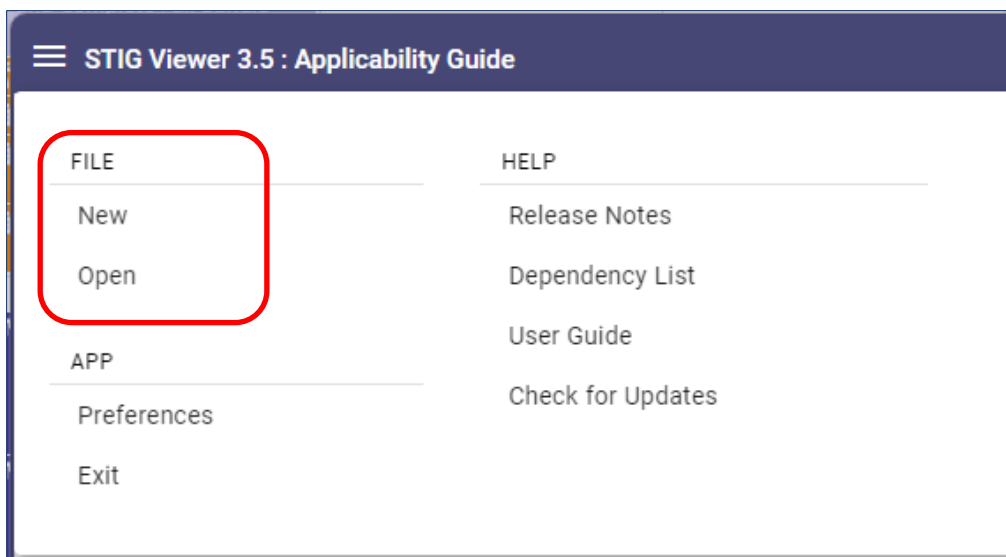 STIG Viewer 3.5 : Applicability Guide
FILE
New
Open
APP
Preferences
Exit
HELP
Release Notes
Dependency List
User Guide
Check for Updates